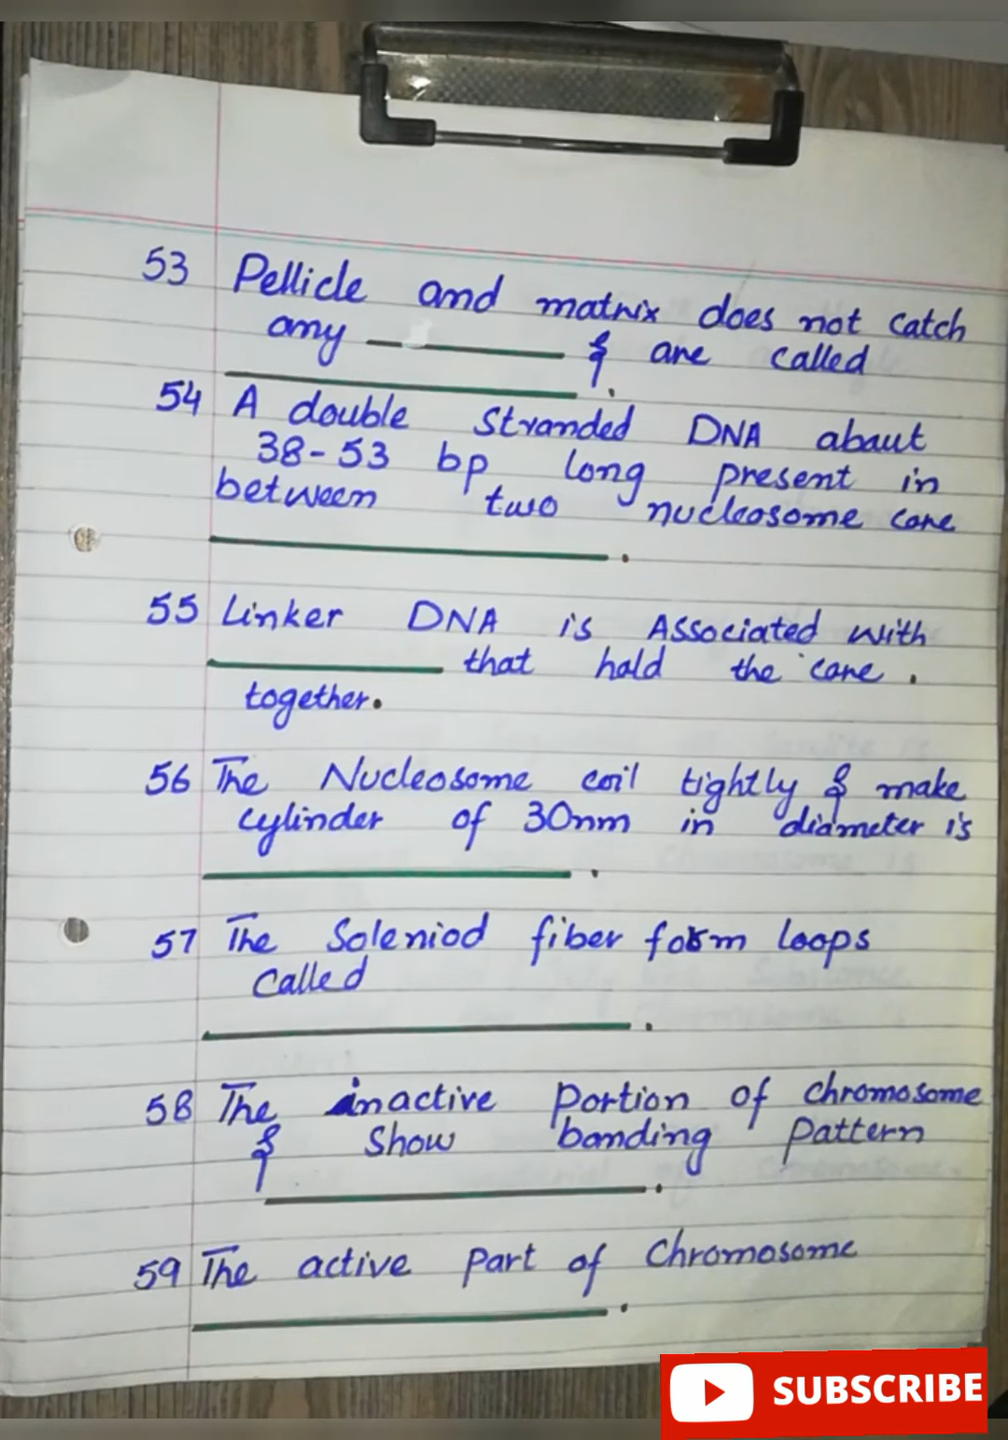 53 Pellicle and matrix does not catch
any ________ & are called
________.
54 A double Stranded DNA abaut
38-53 bp long present in
between two nucleosome core
________.
55 Linker DNA is Associated with
________ that hold the core.
together.
56 The Nucleosome coil tightly & make
cylinder of 30nm in diameter is
________.
57 The Soleniod fiber form loops
called
________.
58 The inactive Portion of chromosome
& Show banding Pattern
________.
59 The active Part of Chromosome
________.
SUBSCRIBE